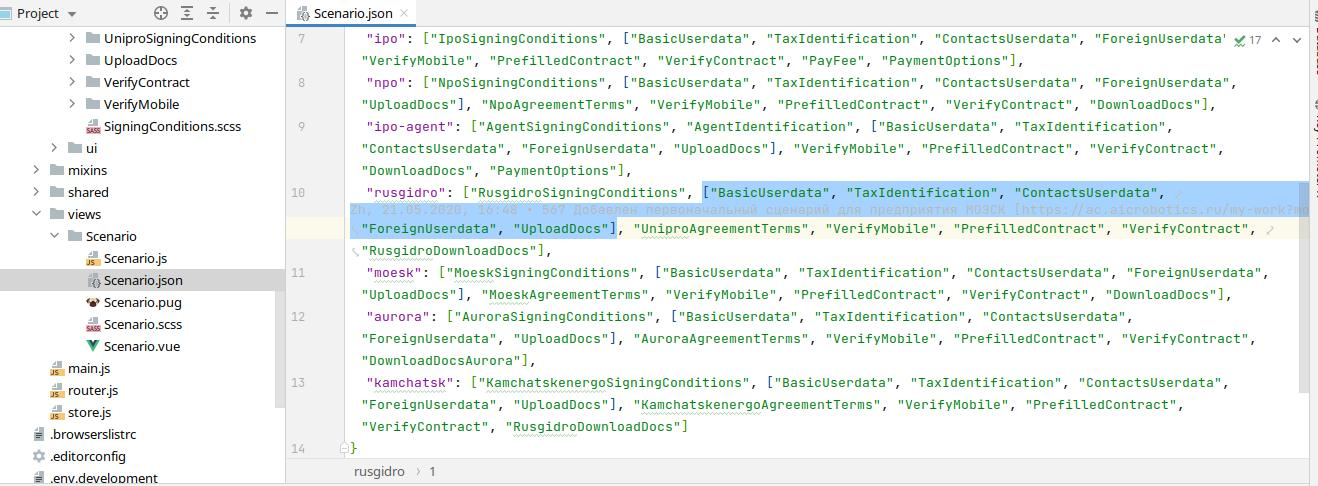 Project
Scenario.json
UniproSigningConditions
UploadDocs
VerifyContract
VerifyMobile
SigningConditions.scss
ui
mixins
shared
views
Scenario
Scenario.js
Scenario.json
Scenario.pug
Scenario.scss
Scenario.vue
main.js
router.js
store.js
.browserslistrc
.editorconfig
.env.development
7 "ipo": ["IpoSigningConditions", ["BasicUserdata", "TaxIdentification", "ContactsUserdata", "ForeignUserdata" 17
"VerifyMobile", "PrefilledContract", "VerifyContract", "PayFee", "PaymentOptions"],
8 "npo": ["NpoSigningConditions", ["BasicUserdata", "TaxIdentification", "ContactsUserdata", "ForeignUserdata",
"UploadDocs"], "NpoAgreementTerms", "VerifyMobile", "PrefilledContract", "VerifyContract", "DownloadDocs"],
9 "ipo-agent": ["AgentSigningConditions", "AgentIdentification", ["BasicUserdata", "TaxIdentification",
"ContactsUserdata", "ForeignUserdata", "UploadDocs"], "VerifyMobile", "PrefilledContract", "VerifyContract",
"DownloadDocs", "PaymentOptions"],
10 "rusgidro": ["RusgidroSigningConditions", ["BasicUserdata", "TaxIdentification", "ContactsUserdata",
Zh, 21.05.2020, 16:48 • 567 Добавлен первоначальный сценарий для предприятия МОЭСК [https://ac.aicrobotics.ru/my-work?mo
"ForeignUserdata", "UploadDocs"], "UniproAgreementTerms", "VerifyMobile", "PrefilledContract", "VerifyContract",
"RusgidroDownloadDocs"],
11 "moesk": ["MoeskSigningConditions", ["BasicUserdata", "TaxIdentification", "ContactsUserdata", "ForeignUserdata",
"UploadDocs"], "MoeskAgreementTerms", "VerifyMobile", "PrefilledContract", "VerifyContract", "DownloadDocs"],
12 "aurora": ["AuroraSigningConditions", ["BasicUserdata", "TaxIdentification", "ContactsUserdata",
"ForeignUserdata", "UploadDocs"], "AuroraAgreementTerms", "VerifyMobile", "PrefilledContract", "VerifyContract",
"DownloadDocsAurora"],
13 "kamchatsk": ["KamchatskenergoSigningConditions", ["BasicUserdata", "TaxIdentification", "ContactsUserdata",
"ForeignUserdata", "UploadDocs"], "KamchatskenergoAgreementTerms", "VerifyMobile", "PrefilledContract",
"VerifyContract", "RusgidroDownloadDocs"]
14 }
rusgidro › 1